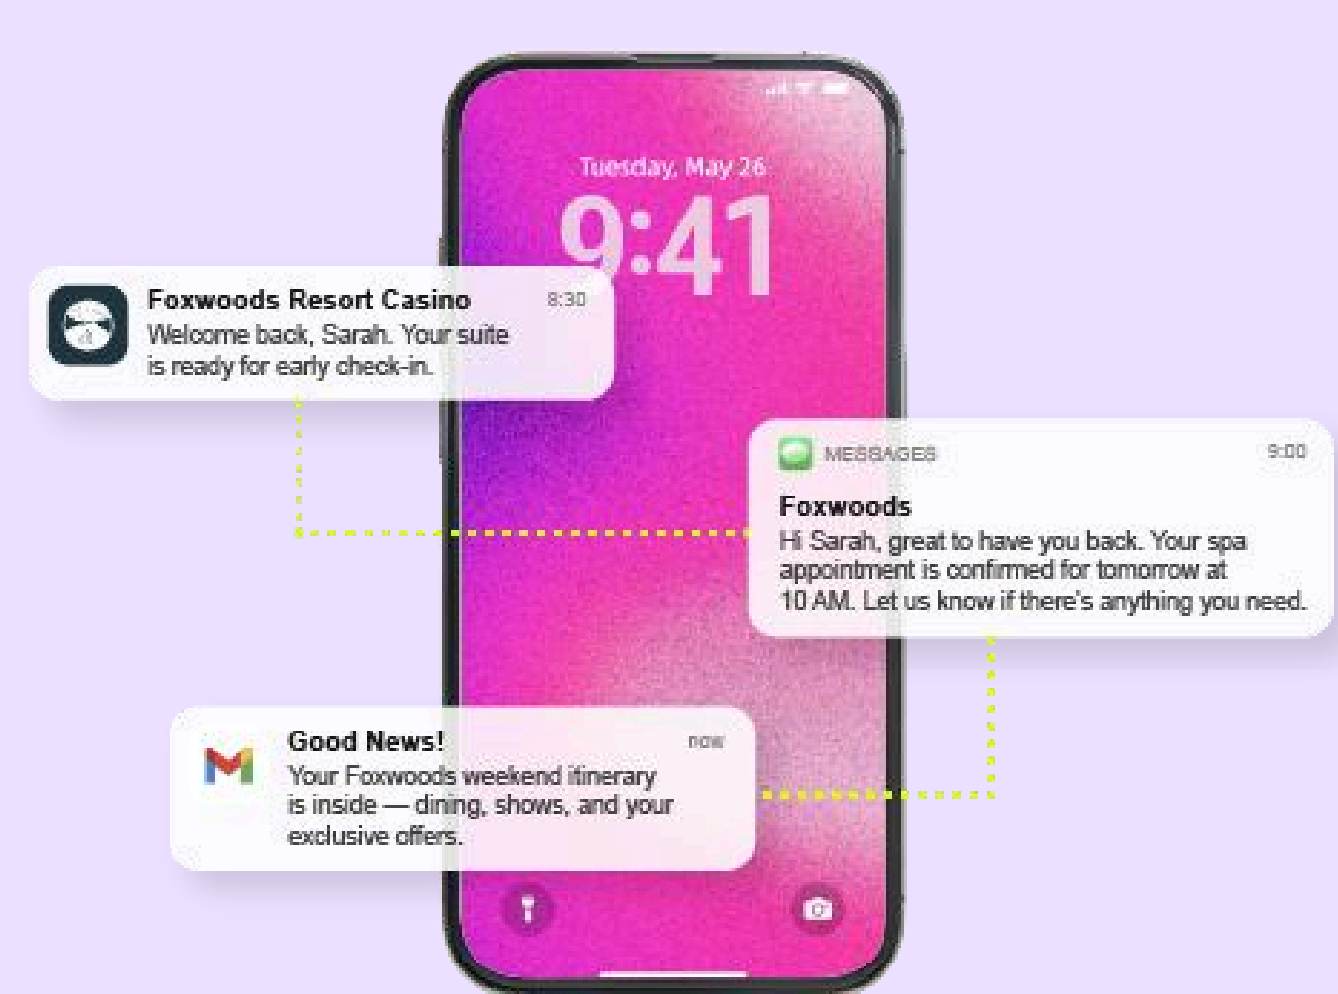 Tuesday, May 26
9:41
Foxwoods Resort Casino 8:30
Welcome back, Sarah. Your suite
is ready for early check-in.
MESSAGES 9:00
Foxwoods
Hi Sarah, great to have you back. Your spa
appointment is confirmed for tomorrow at
10 AM. Let us know if there's anything you need.
Good News! now
Your Foxwoods weekend itinerary
is inside — dining, shows, and your
exclusive offers.